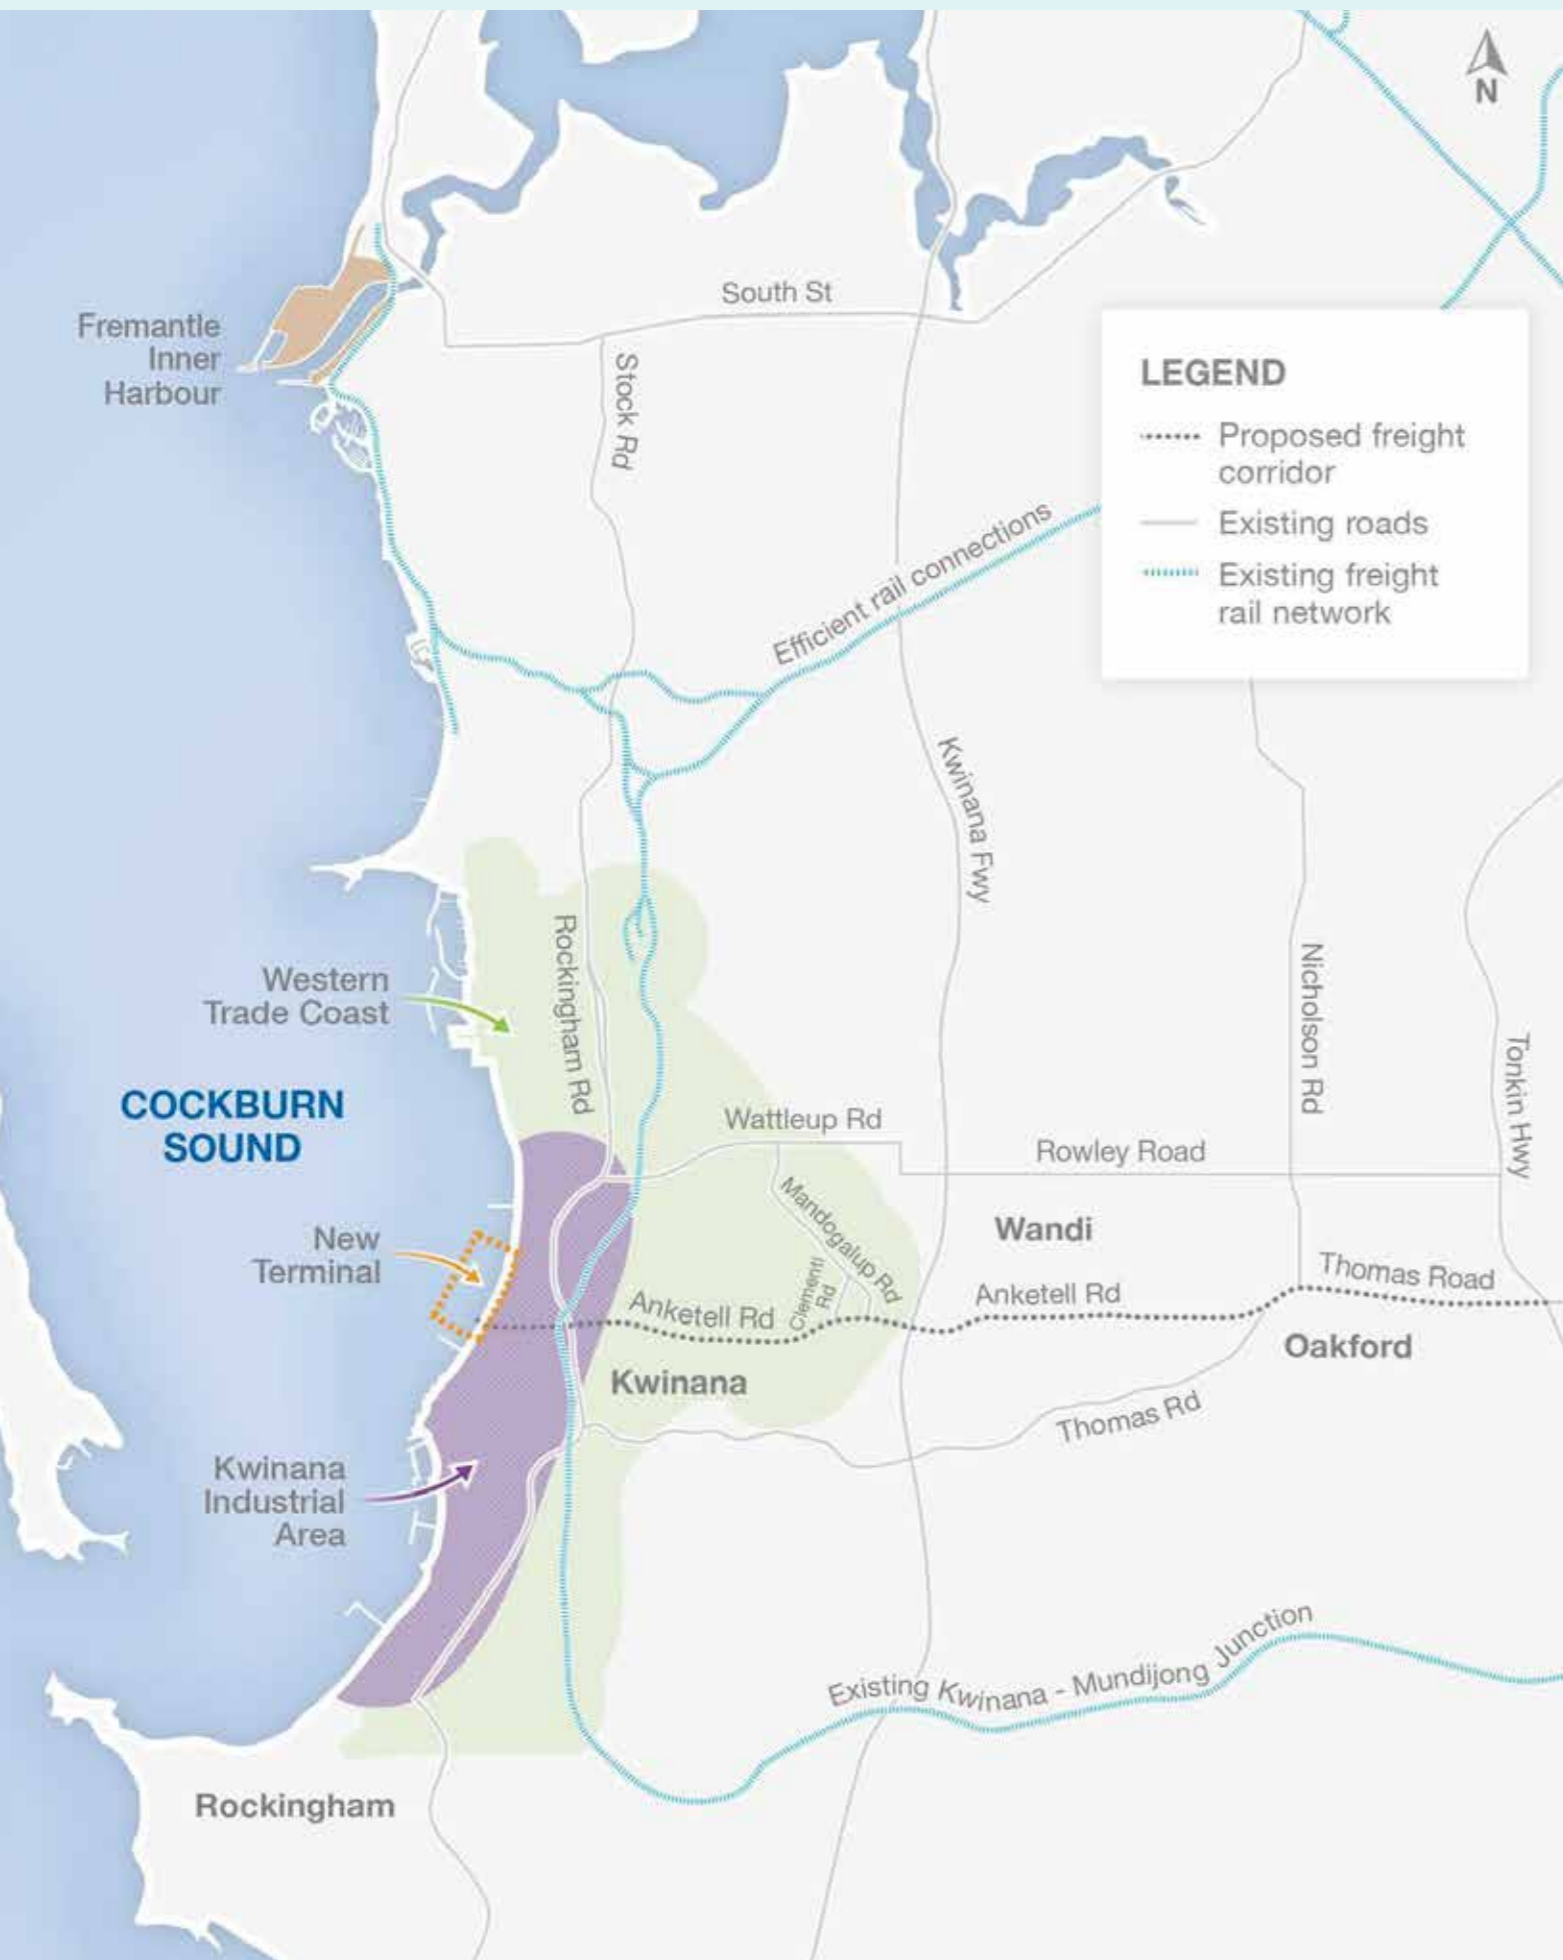 N
South St
Fremantle
Inner
Harbour
Stock Rd
LEGEND
Proposed freight
corridor
Existing roads
Existing freight
rail network
Efficient rail connections
Kwinana Fwy
Rockingham Rd
Nicholson Rd
Western
Trade Coast
Tonkin Hwy
COCKBURN
SOUND
Wattleup Rd
Rowley Road
Mandogalup Rd
Wandi
New
Terminal
Clementi
Rd
Thomas Road
Anketell Rd
Anketell Rd
Oakford
Kwinana
Thomas Rd
Kwinana
Industrial
Area
Existing Kwinana - Mundijong Junction
Rockingham